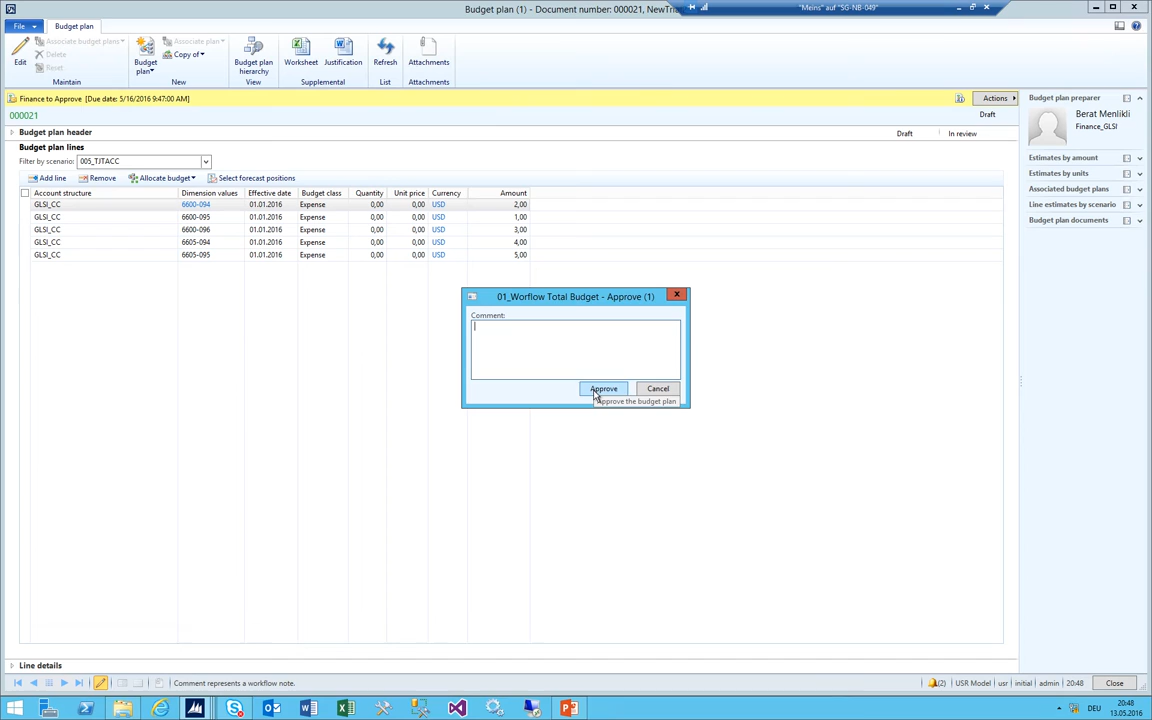 Budget plan (1) - Document number: 000021, NewTria
"Meins" auf "SG-NB-049"
File
Budget plan
Edit
Associate budget plans
Delete
Reset
Maintain
Budget plan
Associate plan
Copy of
New
Budget plan hierarchy
View
Worksheet
Justification
Supplemental
Refresh
List
Attachments
Attachments
Finance to Approve [Due date: 5/16/2016 9:47:00 AM]
Actions
000021
Draft
Budget plan header
Draft
In review
Budget plan lines
Filter by scenario: 005_TJTACC
Add line Remove Allocate budget Select forecast positions
Account structure Dimension values Effective date Budget class Quantity Unit price Currency Amount
GLSI_CC 6600-094 01.01.2016 Expense 0,00 0,00 USD 2,00
GLSI_CC 6600-095 01.01.2016 Expense 0,00 0,00 USD 1,00
GLSI_CC 6600-096 01.01.2016 Expense 0,00 0,00 USD 3,00
GLSI_CC 6605-094 01.01.2016 Expense 0,00 0,00 USD 4,00
GLSI_CC 6605-095 01.01.2016 Expense 0,00 0,00 USD 5,00
01_Worflow Total Budget - Approve (1)
Comment:
Approve Cancel
Approve the budget plan
Budget plan preparer
Berat Menlikli
Finance_GLSI
Estimates by amount
Estimates by units
Associated budget plans
Line estimates by scenario
Budget plan documents
Line details
Comment represents a workflow note.
(2) USR Model usr initial admin 20:48 Close
DEU
20:48
13.05.2016